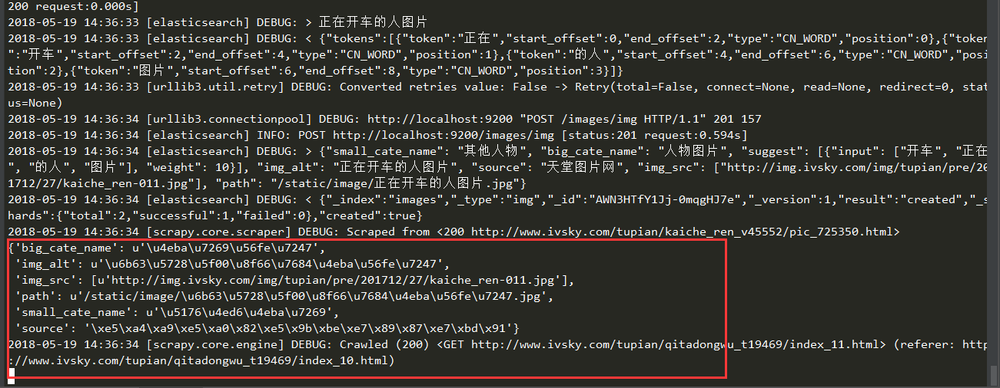 200 request:0.000s]
2018-05-19 14:36:33 [elasticsearch] DEBUG: > 正在开车的人图片
2018-05-19 14:36:33 [elasticsearch] DEBUG: < {"tokens":[{"token":"正在","start_offset":0,"end_offset":2,"type":"CN_WORD","position":0},{"token
":"开车","start_offset":2,"end_offset":4,"type":"CN_WORD","position":1},{"token":"的人","start_offset":4,"end_offset":6,"type":"CN_WORD","posi
tion":2},{"token":"图片","start_offset":6,"end_offset":8,"type":"CN_WORD","position":3}]}
2018-05-19 14:36:33 [urllib3.util.retry] DEBUG: Converted retries value: False -> Retry(total=False, connect=None, read=None, redirect=0, stat
us=None)
2018-05-19 14:36:34 [urllib3.connectionpool] DEBUG: http://localhost:9200 "POST /images/img HTTP/1.1" 201 157
2018-05-19 14:36:34 [elasticsearch] INFO: POST http://localhost:9200/images/img [status:201 request:0.594s]
2018-05-19 14:36:34 [elasticsearch] DEBUG: > {"small_cate_name": "其他人物", "big_cate_name": "人物图片", "suggest": [{"input": ["开车", "正在
", "的人", "图片"], "weight": 10}], "img_alt": "正在开车的人图片", "source": "天堂图片网", "img_src": ["http://img.ivsky.com/img/tupian/pre/20
1712/27/kaiche_ren-011.jpg"], "path": "/static/image/正在开车的人图片.jpg"}
2018-05-19 14:36:34 [elasticsearch] DEBUG: < {"_index":"images","_type":"img","_id":"AWN3HTfY1Jj-0mqgHJ7e","_version":1,"result":"created","_s
hards":{"total":2,"successful":1,"failed":0},"created":true}
2018-05-19 14:36:34 [scrapy.core.scraper] DEBUG: Scraped from <200 http://www.ivsky.com/tupian/kaiche_ren_v45552/pic_725350.html>
{'big_cate_name': u'\u4eba\u7269\u56fe\u7247',
'img_alt': u'\u6b63\u5728\u5f00\u8f66\u7684\u4eba\u56fe\u7247',
'img_src': [u'http://img.ivsky.com/img/tupian/pre/201712/27/kaiche_ren-011.jpg'],
'path': u'/static/image/\u6b63\u5728\u5f00\u8f66\u7684\u4eba\u56fe\u7247.jpg',
'small_cate_name': u'\u5176\u4ed6\u4eba\u7269',
'source': '\xe5\xa4\xa9\xe5\xa0\x82\xe5\x9b\xbe\xe7\x89\x87\xe7\xbd\x91'}
2018-05-19 14:36:34 [scrapy.core.engine] DEBUG: Crawled (200) <GET http://www.ivsky.com/tupian/qitadongwu_t19469/index_11.html> (referer: http
://www.ivsky.com/tupian/qitadongwu_t19469/index_10.html)